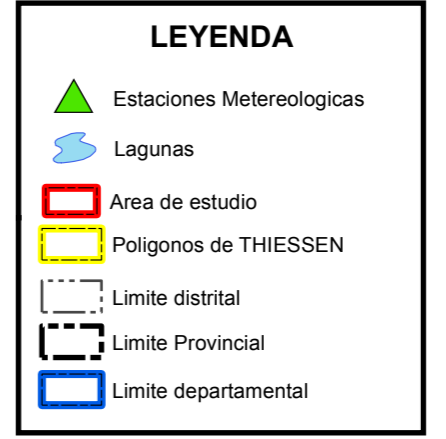 LEYENDA
Estaciones Metereologicas
Lagunas
Area de estudio
Poligonos de THIESSEN
Limite distrital
Limite Provincial
Limite departamental